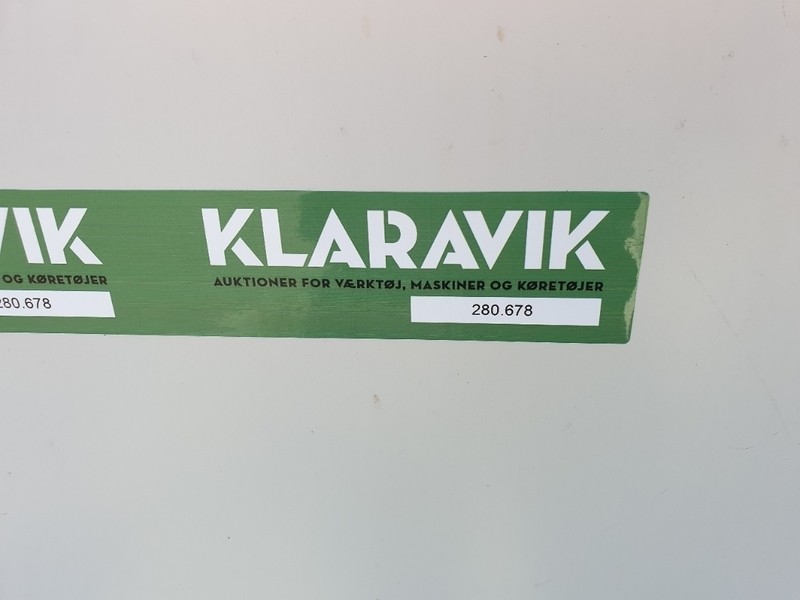 VIK
OG KØRETØJER
280.678
KLARAVIK
AUKTIONER FOR VÆRKTØJ, MASKINER OG KØRETØJER
280.678